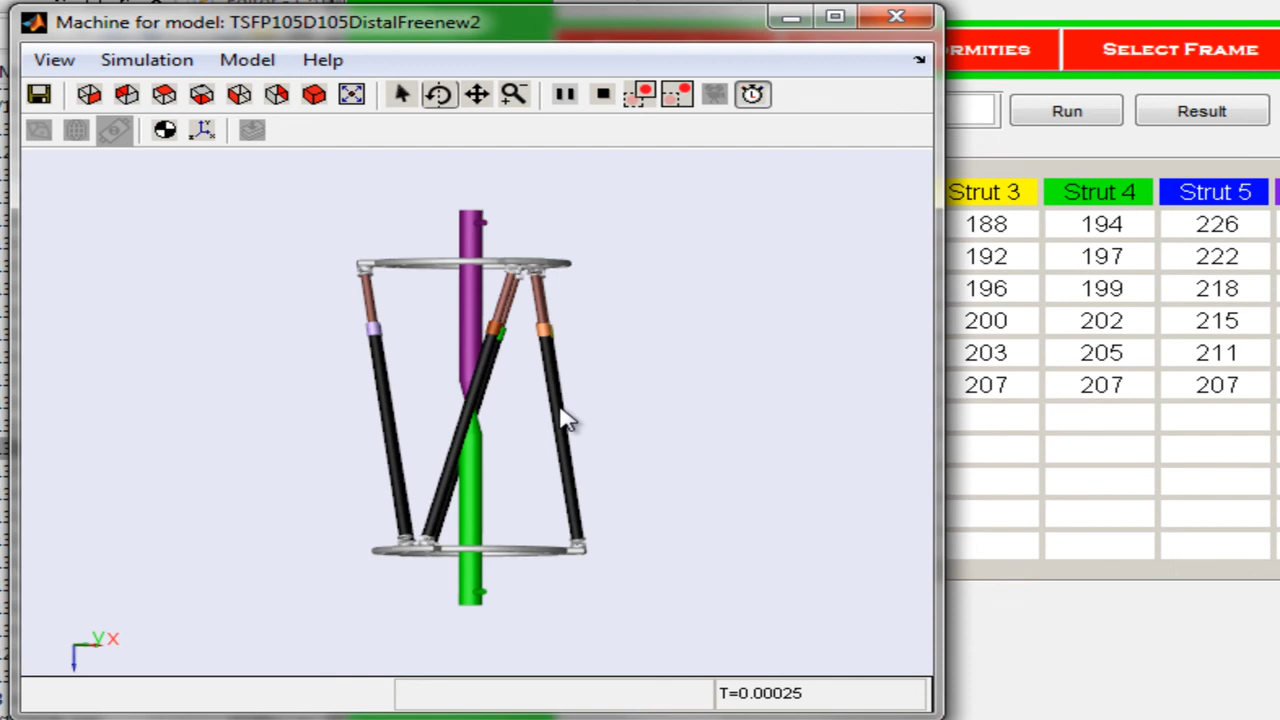 Machine for model: TSFP105D105DistalFreenew2
View Simulation Model Help
SELECT FRAME
Run Result
Strut 3 Strut 4 Strut 5
188 194 226
192 197 222
196 199 218
200 202 215
203 205 211
207 207 207
y x
T=0.00025